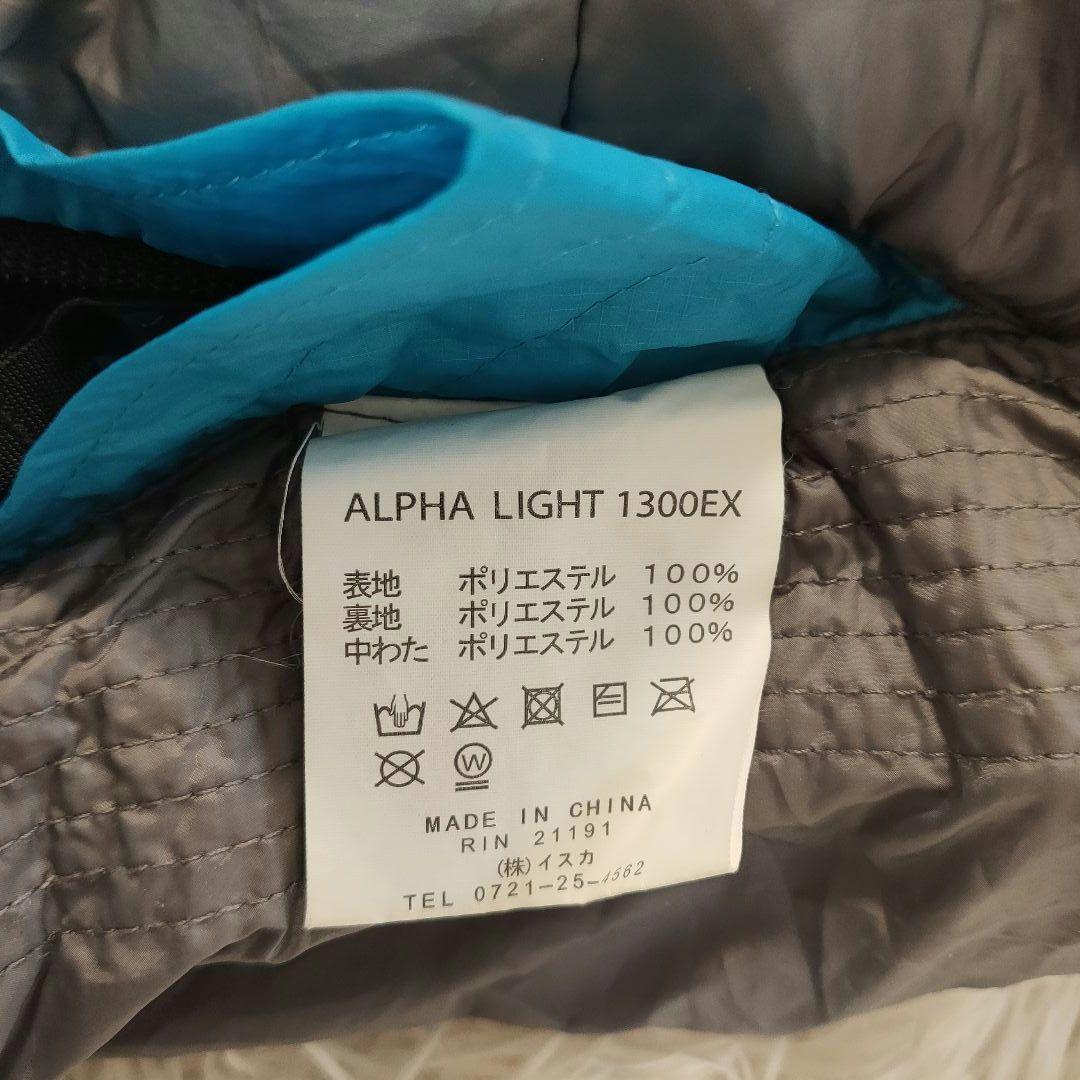 ALPHA LIGHT 1300EX
表地 ポリエステル 100%
裏地 ポリエステル 100%
中わた ポリエステル 100%
W
MADE IN CHINA
RIN 21191
(株)イスカ
TEL 0721-25-4562